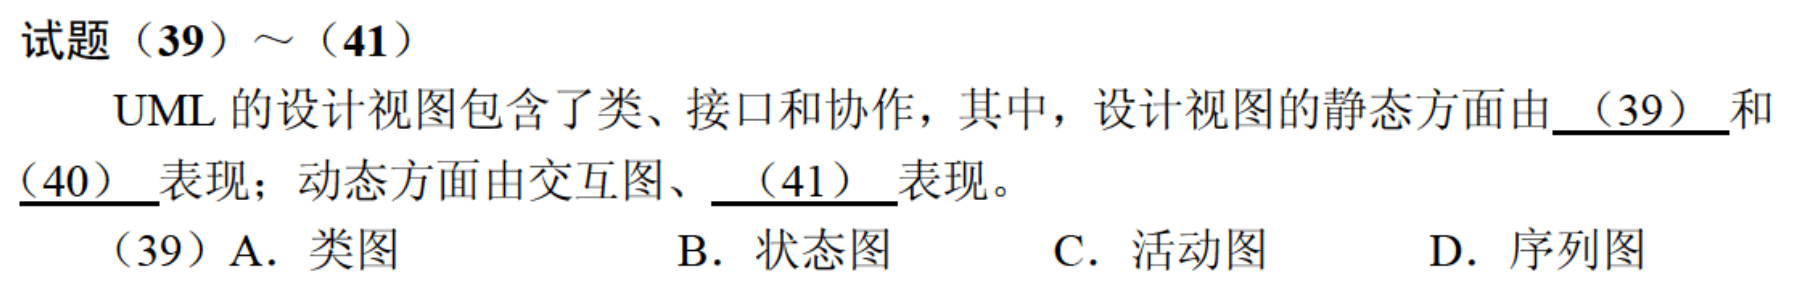 试题（39）～（41）
UML 的设计视图包含了类、接口和协作，其中，设计视图的静态方面由 （39） 和
（40） 表现；动态方面由交互图、 （41） 表现。
（39）A．类图 B．状态图 C．活动图 D．序列图